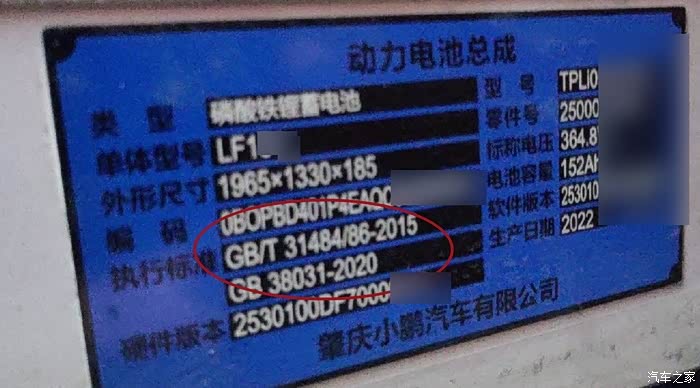 动力电池总成
类 型 磷酸铁锂蓄电池
单体型号 LF1
外形尺寸 1965×1330×185
编 码 0BOPBD401P4EA
执行标准 GB/T 31484/86-2015
GB 38031-2020
硬件版本 2530100DF7000
型 号 TPLI0
零件号 25000
标称电压 364.8
电池容量 152Ah
软件版本 25301
生产日期 2022
肇庆小鹏汽车有限公司
汽车之家